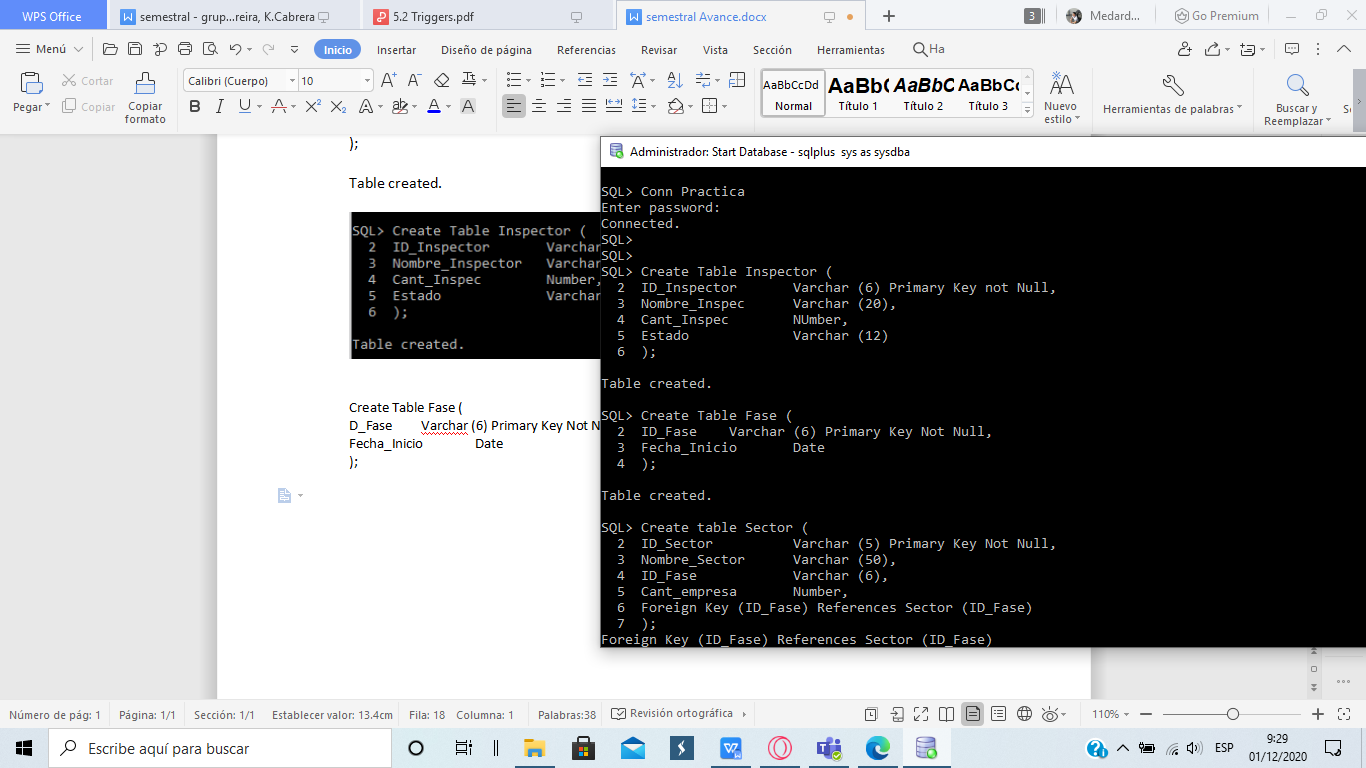 WPS Office
semestral - grup...reira, K.Cabrera
5.2 Triggers.pdf
semestral Avance.docx
3
Medard...
Go Premium
Menú
Inicio
Insertar
Diseño de página
Referencias
Revisar
Vista
Sección
Herramientas
Ha
Pegar
Cortar
Copiar
Copiar formato
Calibri (Cuerpo)
10
AaBbCcDd
Normal
AaBb(
Título 1
AaBbC
Título 2
AaBbCc
Título 3
Nuevo estilo
Herramientas de palabras
Buscar y Reemplazar
);
Table created.
SQL> Create Table Inspector (
2 ID_Inspector Varchar
3 Nombre_Inspector Varchar
4 Cant_Inspec Number,
5 Estado Varchar
6 );
Table created.
Create Table Fase (
D_Fase Varchar (6) Primary Key Not N
Fecha_Inicio Date
);
Administrador: Start Database - sqlplus sys as sysdba
SQL> Conn Practica
Enter password:
Connected.
SQL>
SQL>
SQL> Create Table Inspector (
2 ID_Inspector Varchar (6) Primary Key not Null,
3 Nombre_Inspec Varchar (20),
4 Cant_Inspec NUmber,
5 Estado Varchar (12)
6 );
Table created.
SQL> Create Table Fase (
2 ID_Fase Varchar (6) Primary Key Not Null,
3 Fecha_Inicio Date
4 );
Table created.
SQL> Create table Sector (
2 ID_Sector Varchar (5) Primary Key Not Null,
3 Nombre_Sector Varchar (50),
4 ID_Fase Varchar (6),
5 Cant_empresa Number,
6 Foreign Key (ID_Fase) References Sector (ID_Fase)
7 );
Foreign Key (ID_Fase) References Sector (ID_Fase)
Número de pág: 1
Página: 1/1
Sección: 1/1
Establecer valor: 13.4cm
Fila: 18
Columna: 1
Palabras:38
Revisión ortográfica
110%
Escribe aquí para buscar
ESP
9:29
01/12/2020